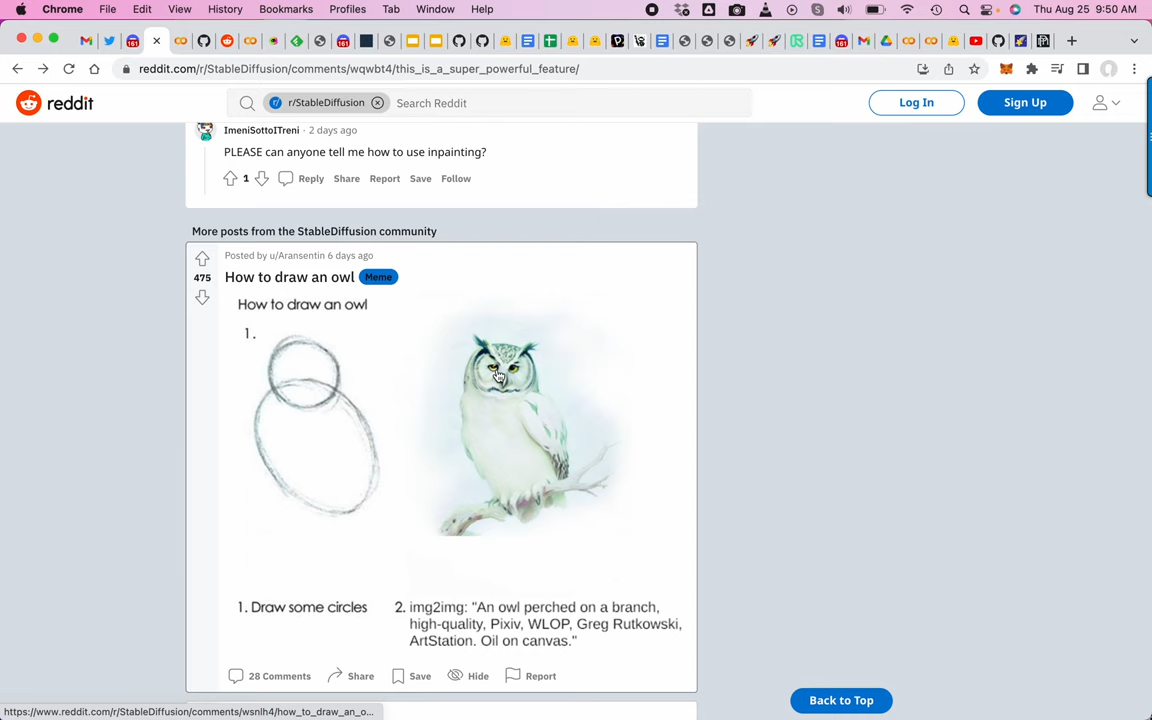 Chrome File Edit View History Bookmarks Profiles Tab Window Help Thu Aug 25 9:50 AM
161 161 161
reddit.com/r/StableDiffusion/comments/wqwbt4/this_is_a_super_powerful_feature/
reddit r/StableDiffusion Search Reddit Log In Sign Up
ImeniSottoITreni · 2 days ago
PLEASE can anyone tell me how to use inpainting?
1 Reply Share Report Save Follow
More posts from the StableDiffusion community
Posted by u/Aransentin 6 days ago
475 How to draw an owl Meme
How to draw an owl
1.
1. Draw some circles
2. img2img: "An owl perched on a branch,
high-quality, Pixiv, WLOP, Greg Rutkowski,
ArtStation. Oil on canvas."
28 Comments Share Save Hide Report
Back to Top
https://www.reddit.com/r/StableDiffusion/comments/wsnlh4/how_to_draw_an_o...